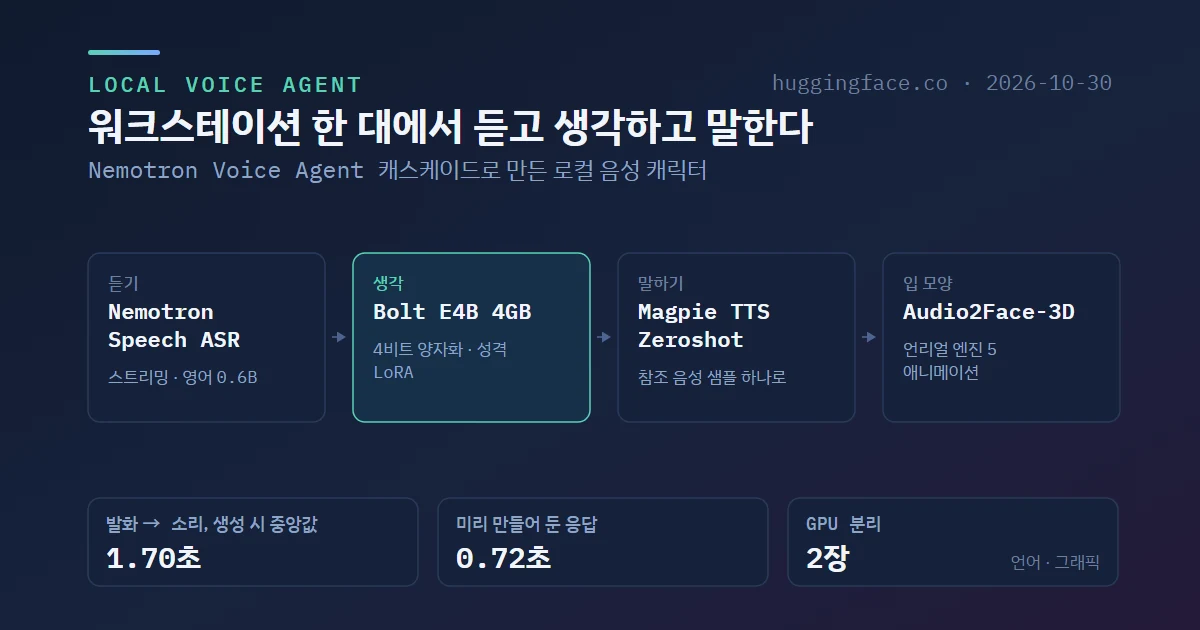 LOCAL VOICE AGENT
huggingface.co · 2026-10-30
워크스테이션 한 대에서 듣고 생각하고 말한다
Nemotron Voice Agent 캐스케이드로 만든 로컬 음성 캐릭터
듣기
Nemotron
Speech ASR
스트리밍 · 영어 0.6B
생각
Bolt E4B 4GB
4비트 양자화 · 성격
LoRA
말하기
Magpie TTS
Zeroshot
참조 음성 샘플 하나로
입 모양
Audio2Face-3D
언리얼 엔진 5
애니메이션
발화 → 소리, 생성 시 중앙값
1.70초
미리 만들어 둔 응답
0.72초
GPU 분리
2장
언어 · 그래픽